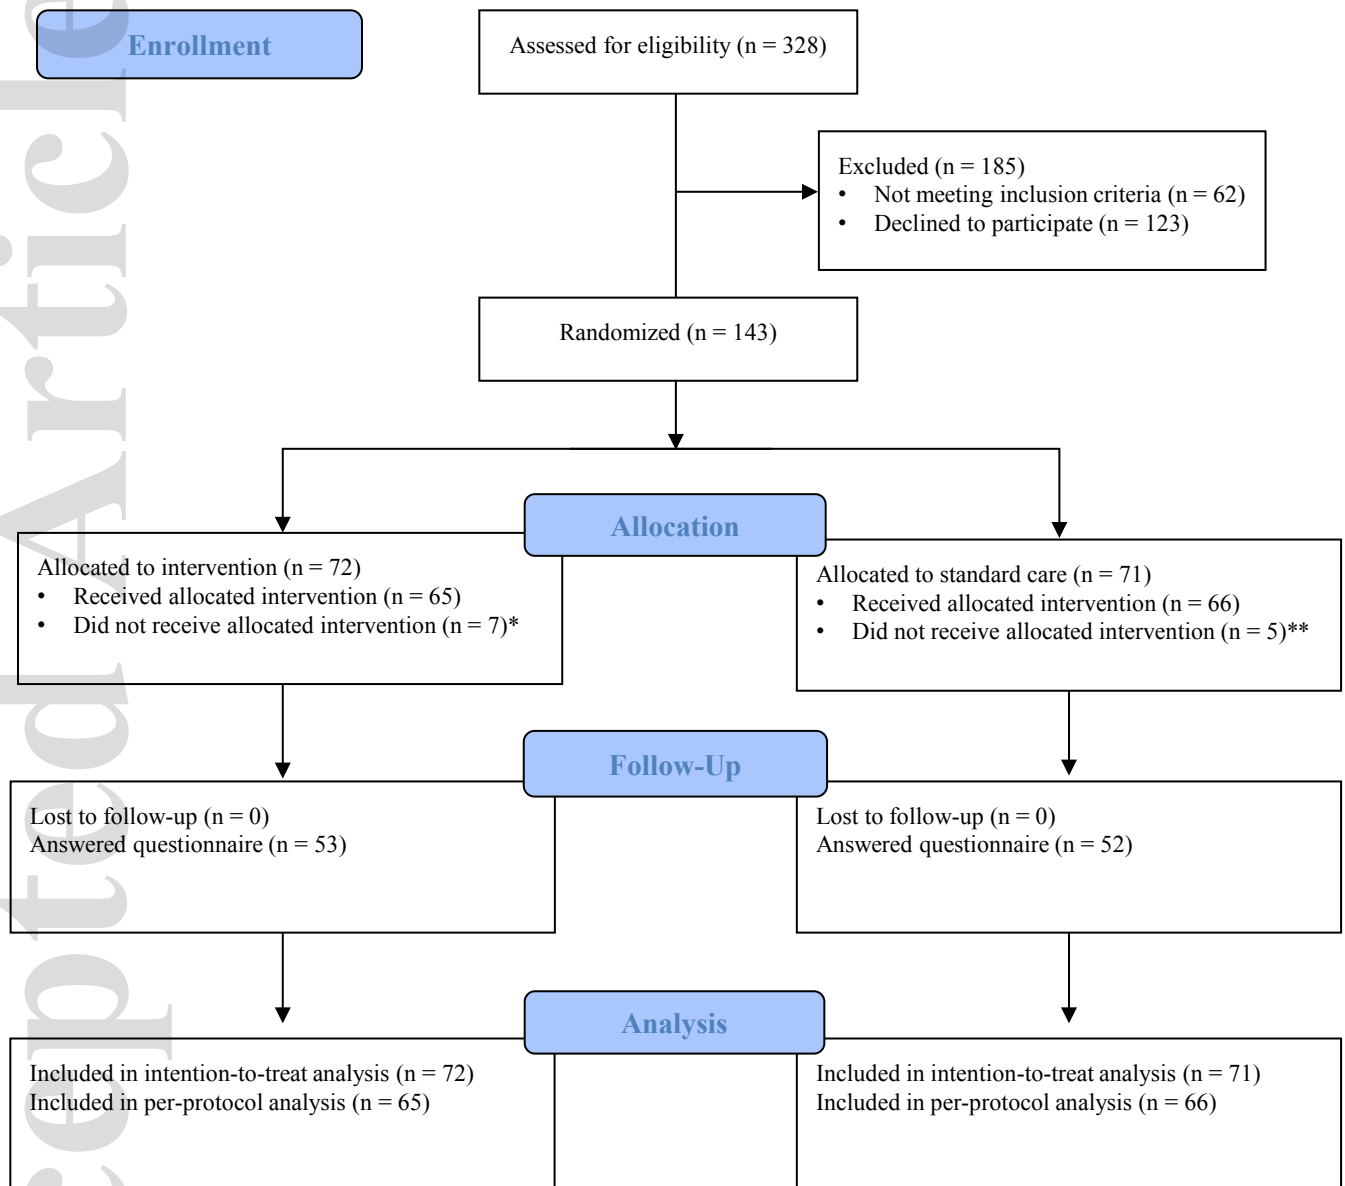 Enrollment
Assessed for eligibility (n = 328)
Excluded (n = 185)
• Not meeting inclusion criteria (n = 62)
• Declined to participate (n = 123)
Randomized (n = 143)
Allocation
Allocated to intervention (n = 72)
• Received allocated intervention (n = 65)
• Did not receive allocated intervention (n = 7)*
Allocated to standard care (n = 71)
• Received allocated intervention (n = 66)
• Did not receive allocated intervention (n = 5)**
Follow-Up
Lost to follow-up (n = 0)
Answered questionnaire (n = 53)
Lost to follow-up (n = 0)
Answered questionnaire (n = 52)
Analysis
Included in intention-to-treat analysis (n = 72)
Included in per-protocol analysis (n = 65)
Included in intention-to-treat analysis (n = 71)
Included in per-protocol analysis (n = 66)
cepted Article